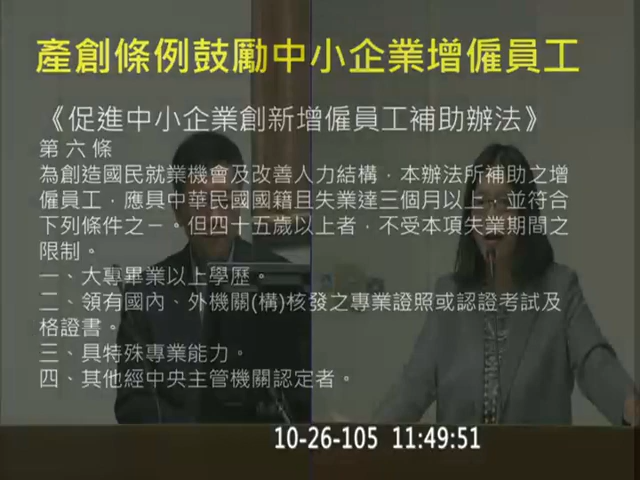 產創條例鼓勵中小企業增僱員工
《促進中小企業創新增僱員工補助辦法》
第六條
為創造國民就業機會及改善人力結構，本辦法所補助之增
僱員工，應具中華民國國籍且失業達三個月以上，並符合
下列條件之一。但四十五歲以上者，不受本項失業期間之
限制。
一、大專畢業以上學歷。
二、領有國內、外機關(構)核發之專業證照或認證考試及
格證書。
三、具特殊專業能力。
四、其他經中央主管機關認定者。
10-26-105 11:49:51